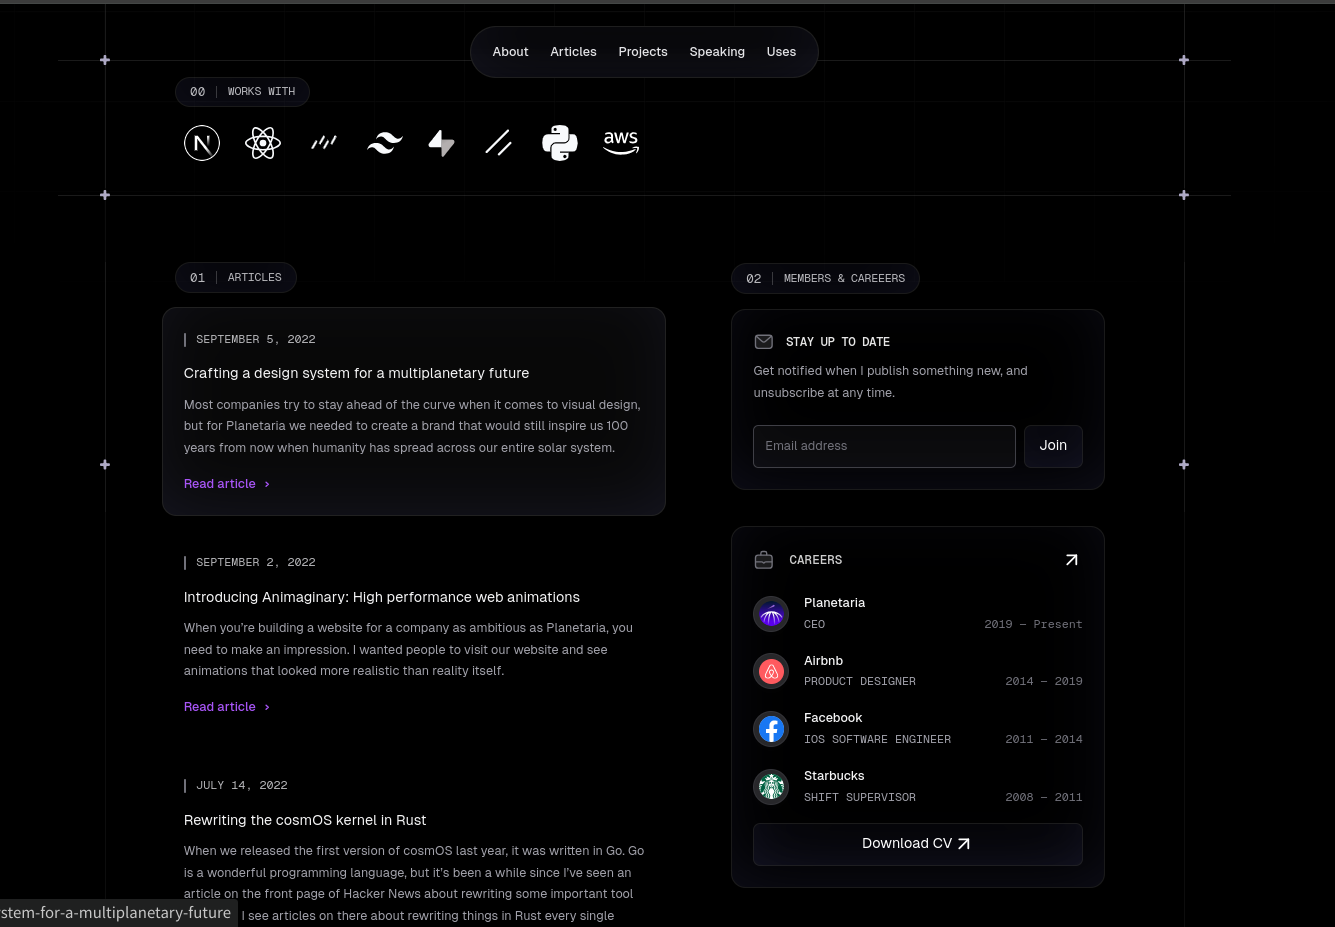 About Articles Projects Speaking Uses
00 WORKS WITH
N
aws
01 ARTICLES
SEPTEMBER 5, 2022
Crafting a design system for a multiplanetary future
Most companies try to stay ahead of the curve when it comes to visual design,
but for Planetaria we needed to create a brand that would still inspire us 100
years from now when humanity has spread across our entire solar system.
Read article ›
SEPTEMBER 2, 2022
Introducing Animaginary: High performance web animations
When you’re building a website for a company as ambitious as Planetaria, you
need to make an impression. I wanted people to visit our website and see
animations that looked more realistic than reality itself.
Read article ›
JULY 14, 2022
Rewriting the cosmOS kernel in Rust
When we released the first version of cosmOS last year, it was written in Go. Go
is a wonderful programming language, but it’s been a while since I’ve seen an
article on the front page of Hacker News about rewriting some important tool
I see articles on there about rewriting things in Rust every single
stem-for-a-multiplanetary-future
02 MEMBERS & CAREEERS
STAY UP TO DATE
Get notified when I publish something new, and
unsubscribe at any time.
Email address
Join
CAREERS
Planetaria
CEO 2019 — Present
Airbnb
PRODUCT DESIGNER 2014 — 2019
Facebook
IOS SOFTWARE ENGINEER 2011 — 2014
Starbucks
SHIFT SUPERVISOR 2008 — 2011
Download CV